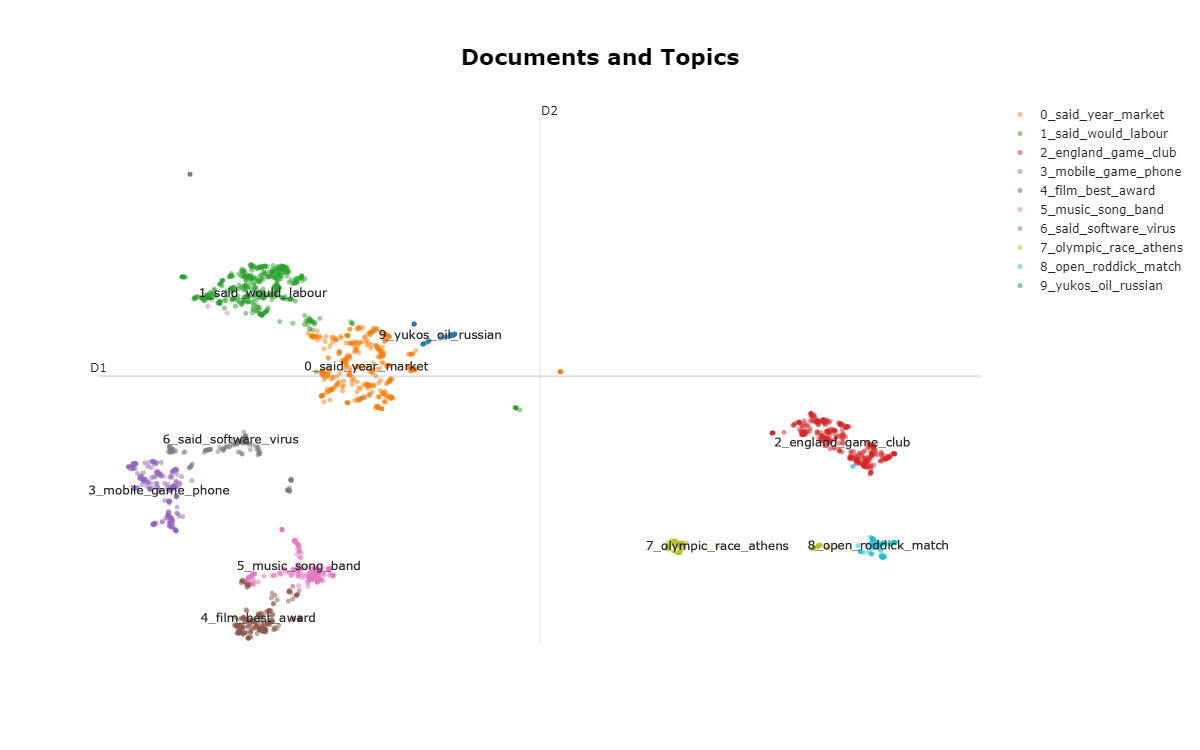 Documents and Topics
D2
0_said_year_market
1_said_would_labour
2_england_game_club
3_mobile_game_phone
4_film_best_award
5_music_song_band
6_said_software_virus
7_olympic_race_athens
8_open_roddick_match
9_yukos_oil_russian
1_said_would_labour
9_yukos_oil_russian
0_said_year_market
D1
6_said_software_virus
2_england_game_club
3_mobile_game_phone
7_olympic_race_athens
8_open_roddick_match
5_music_song_band
4_film_best_award